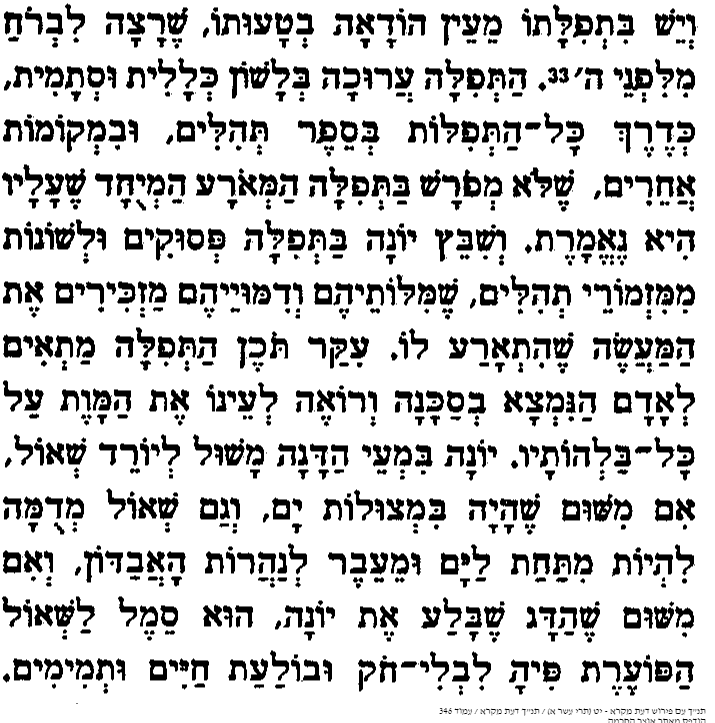 וְיֵשׁ בִּתְפִלָּתוֹ מֵעֵין הוֹדָאָה בְּטָעוּתוֹ, שֶׁרָצָה לִבְרֹחַ
מִלִּפְנֵי ה׳³³. הַתְּפִלָּה עֲרוּכָה בְּלָשׁוֹן כְּלָלִית וּסְתָמִית,
כְּדֶרֶךְ כָּל־הַתְּפִלּוֹת בְּסֵפֶר תְּהִלִּים, וּבִמְקוֹמוֹת
אֲחֵרִים, שֶׁלֹּא מְפֹרָשׁ בַּתְּפִלָּה הַמְּאֹרָע הַמְיֻחָד שֶׁעָלָיו
הִיא נֶאֱמֶרֶת. וְשִׁבֵּץ יוֹנָה בַּתְּפִלָּה פְּסוּקִים וּלְשׁוֹנוֹת
מִמִּזְמוֹרֵי תְהִלִּים, שֶׁמִּלּוֹתֵיהֶם וְדִמּוּיֵיהֶם מַזְכִּירִים אֶת
הַמַּעֲשֶׂה שֶׁהִתְאָרַע לוֹ. עִקַּר תֹּכֶן הַתְּפִלָּה מַתְאִים
לְאָדָם הַנִּמְצָא בְסַכָּנָה וְרוֹאֶה לְעֵינוֹ אֶת הַמָּוֶת עַל
כָּל־בַּלְהוֹתָיו. יוֹנָה בִּמְעֵי הַדָּגָה מָשׁוּל לְיוֹרֵד שְׁאוֹל,
אִם מִשּׁוּם שֶׁהָיָה בִּמְצוּלוֹת יָם, וְגַם שְׁאוֹל מְדֻמָּה
לִהְיוֹת מִתַּחַת לַיָּם וּמֵעֵבֶר לְנַהֲרוֹת הָאֲבַדּוֹן, וְאִם
מִשּׁוּם שֶׁהַדָּג שֶׁבָּלַע אֶת יוֹנָה, הוּא סֵמֶל לַשְּׁאוֹל
הַפּוֹעֶרֶת פִּיהָ לִבְלִי־חֹק וּבוֹלַעַת חַיִּים וּתְמִימִים.
תנ״ך עם פירוש דעת מקרא - יט (תרי עשר א) / תנ״ך דעת מקרא / עמוד 346
הודפס מאתר אוצר החכמה